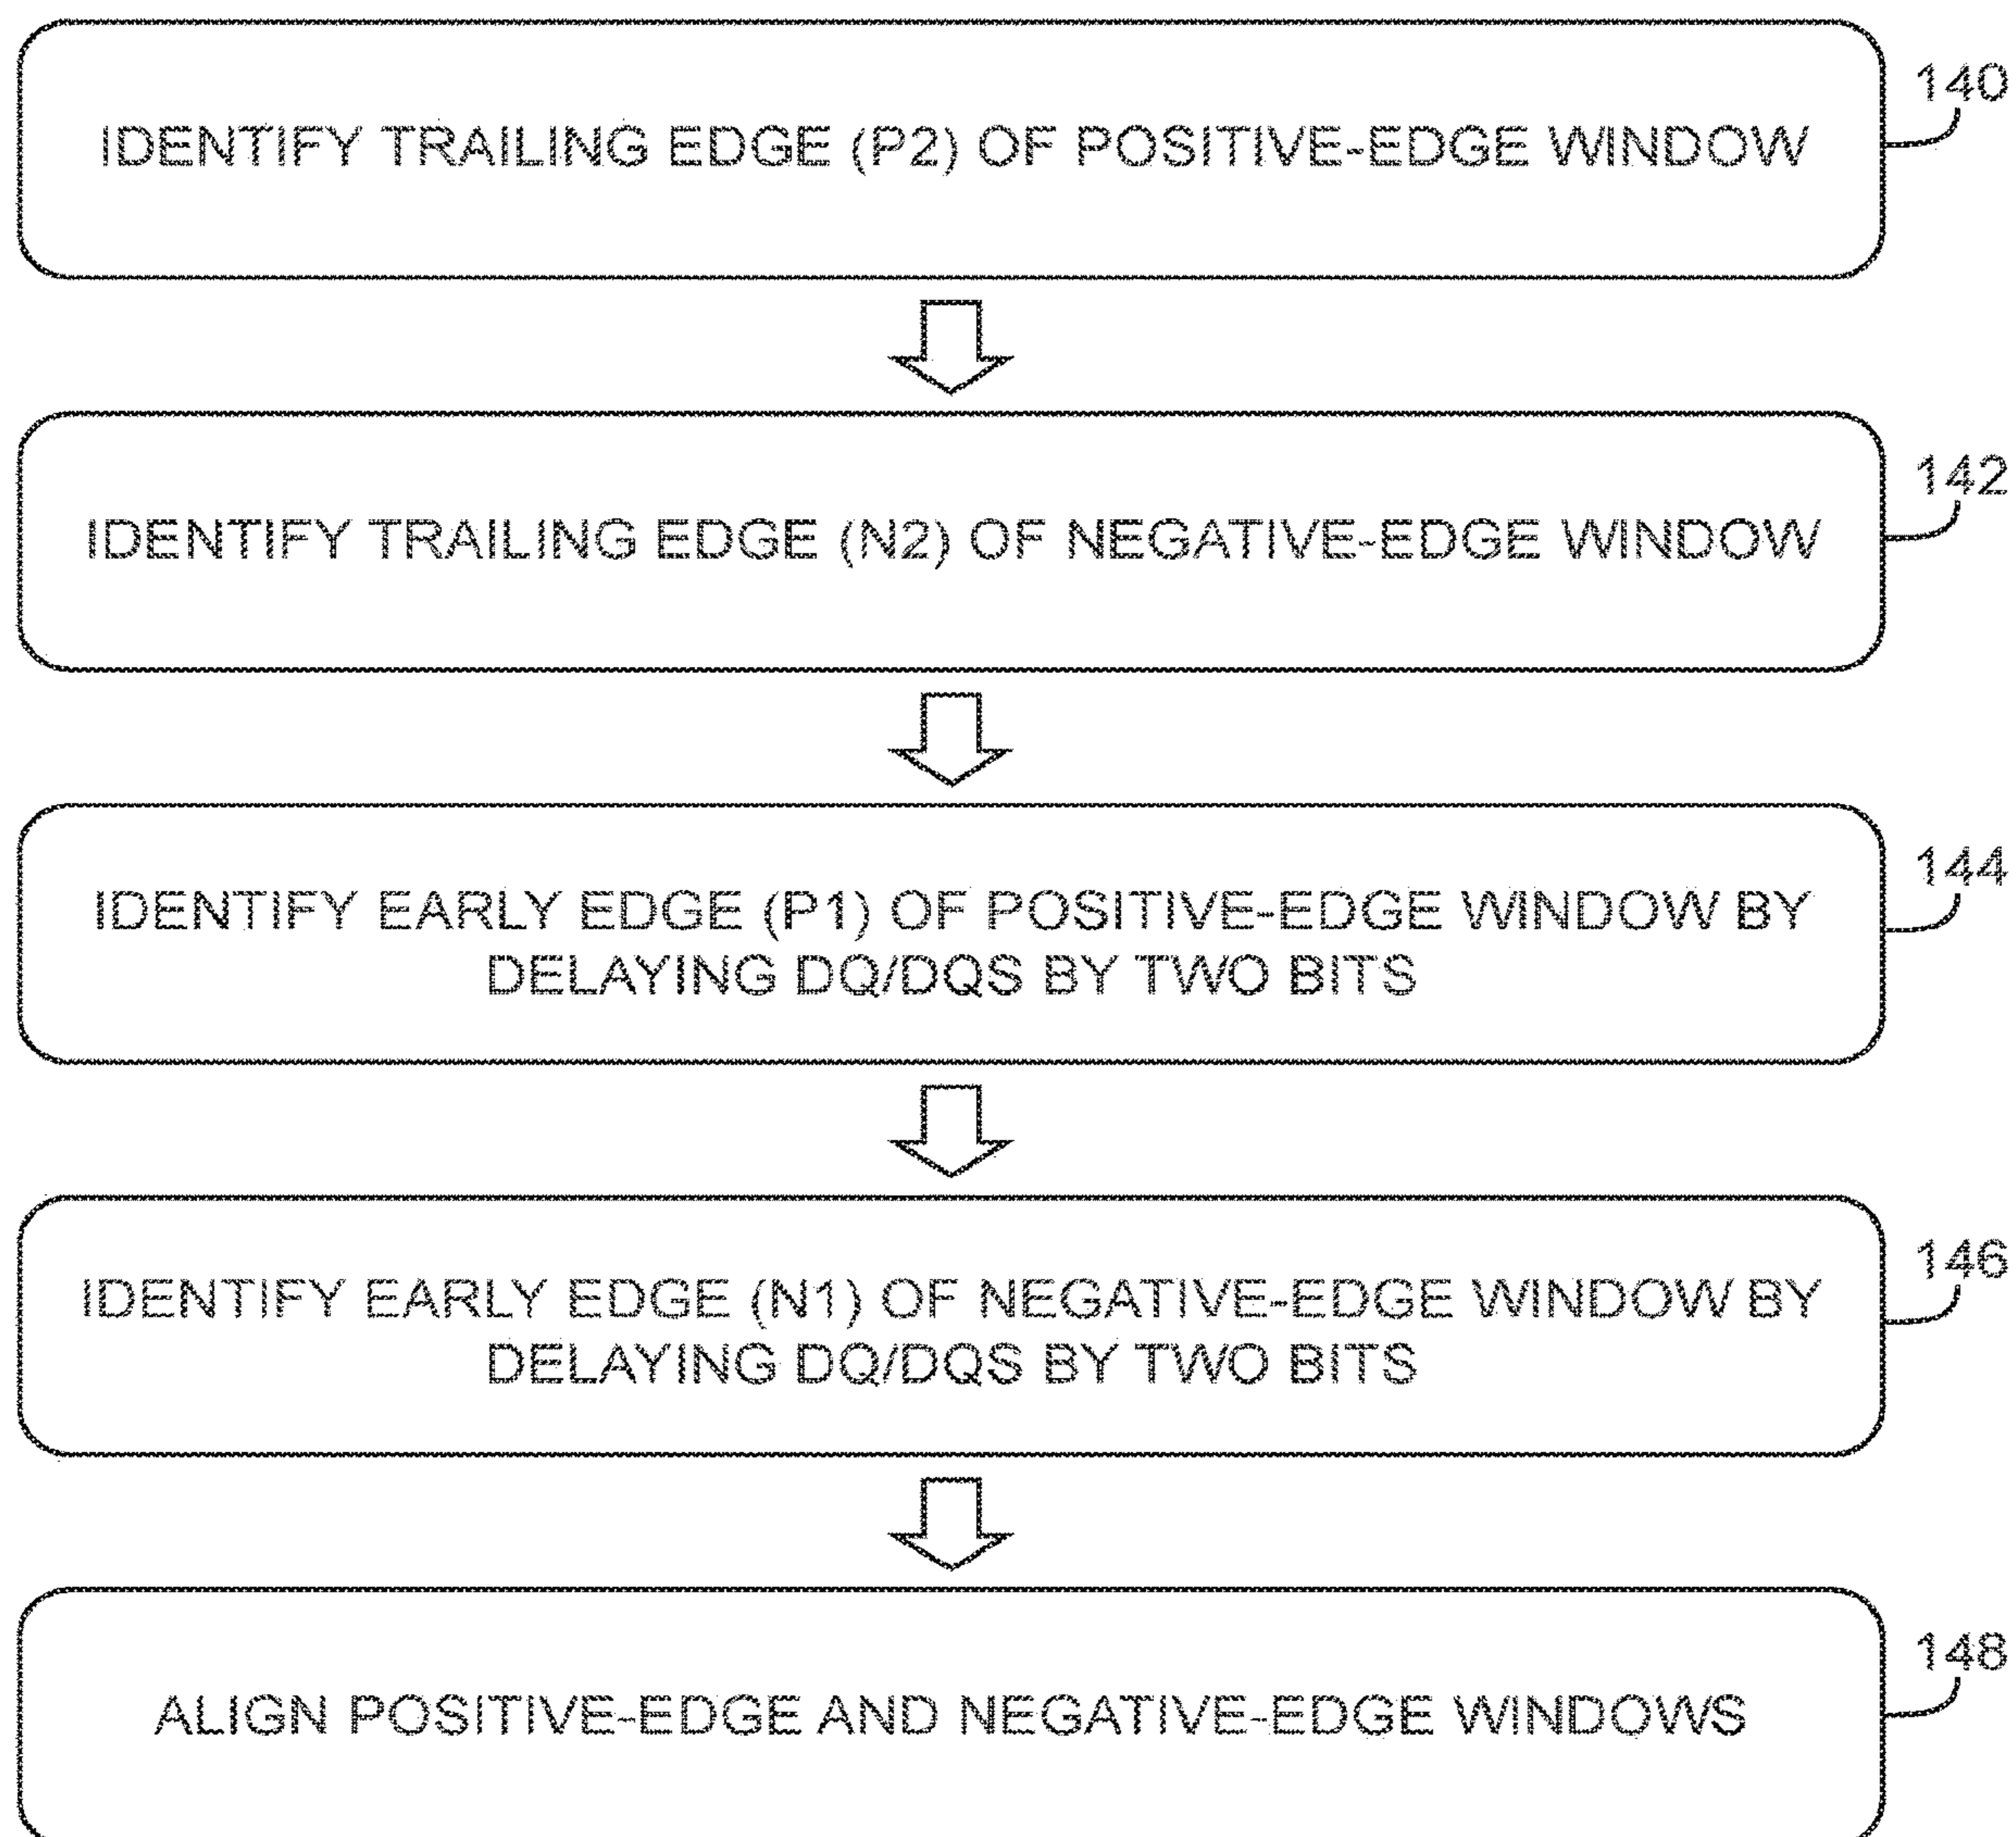 140
IDENTIFY TRAILING EDGE (P2) OF POSITIVE-EDGE WINDOW
142
IDENTIFY TRAILING EDGE (N2) OF NEGATIVE-EDGE WINDOW
144
IDENTIFY EARLY EDGE (P1) OF POSITIVE-EDGE WINDOW BY
DELAYING DQ/DQS BY TWO BITS
146
IDENTIFY EARLY EDGE (N1) OF NEGATIVE-EDGE WINDOW BY
DELAYING DQ/DQS BY TWO BITS
148
ALIGN POSITIVE-EDGE AND NEGATIVE-EDGE WINDOWS